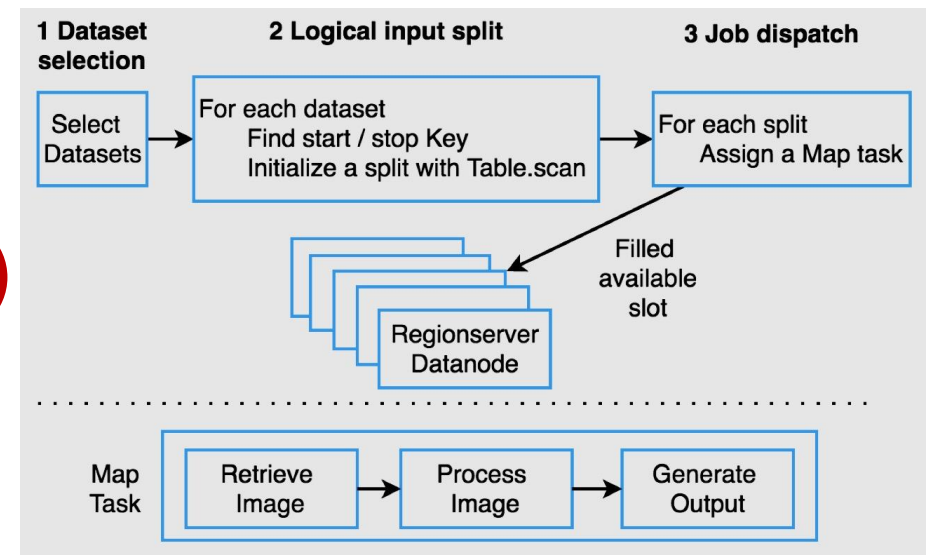 1 Dataset
selection
2 Logical input split
3 Job dispatch
Select
Datasets
For each dataset
Find start / stop Key
Initialize a split with Table.scan
For each split
Assign a Map task
Filled
available
slot
Regionserver
Datanode
Map
Task
Retrieve
Image
Process
Image
Generate
Output